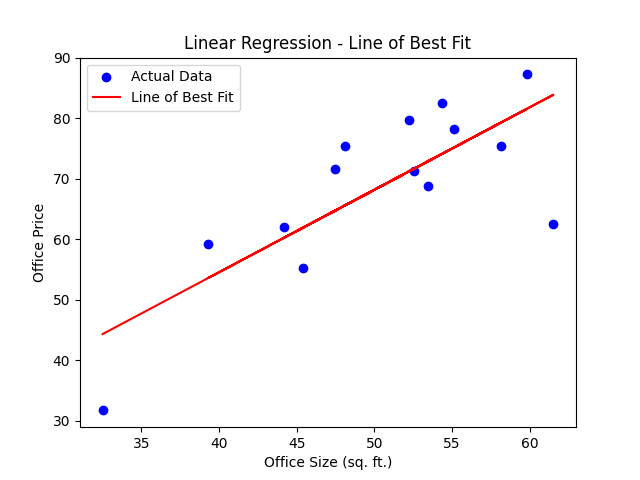 Linear Regression - Line of Best Fit
Actual Data
Line of Best Fit
90
80
70
60
50
40
30
Office Price
35
40
45
50
55
60
Office Size (sq. ft.)